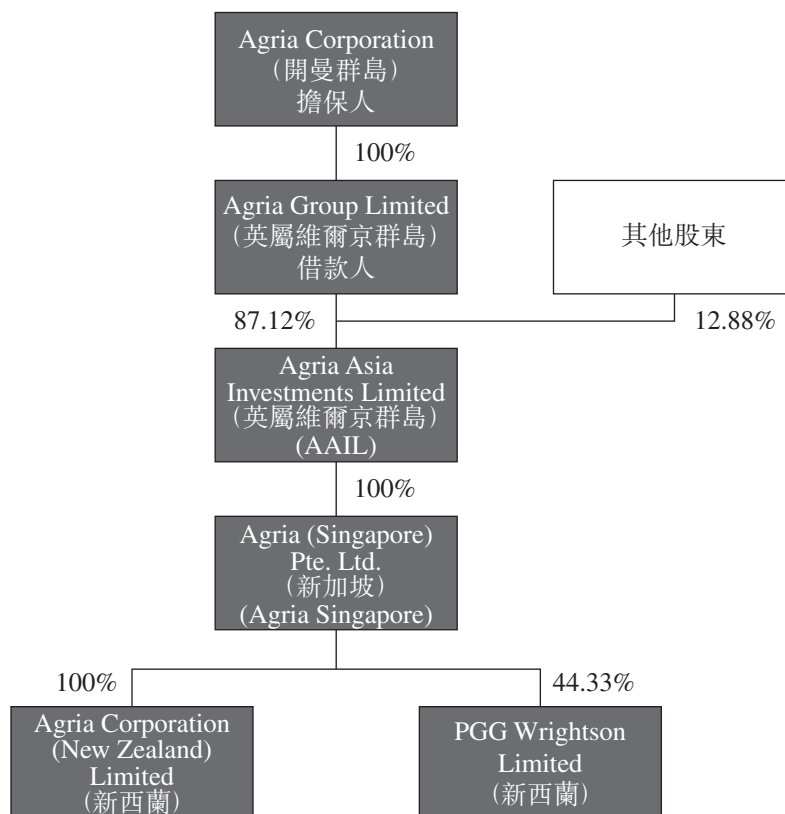 Agria Corporation
（開曼群島）
擔保人
100%
Agria Group Limited
（英屬維爾京群島）
借款人
其他股東
87.12%
12.88%
Agria Asia
Investments Limited
（英屬維爾京群島）
(AAIL)
100%
Agria (Singapore)
Pte. Ltd.
（新加坡）
(Agria Singapore)
100%
44.33%
Agria Corporation
(New Zealand)
Limited
（新西蘭）
PGG Wrightson
Limited
（新西蘭）